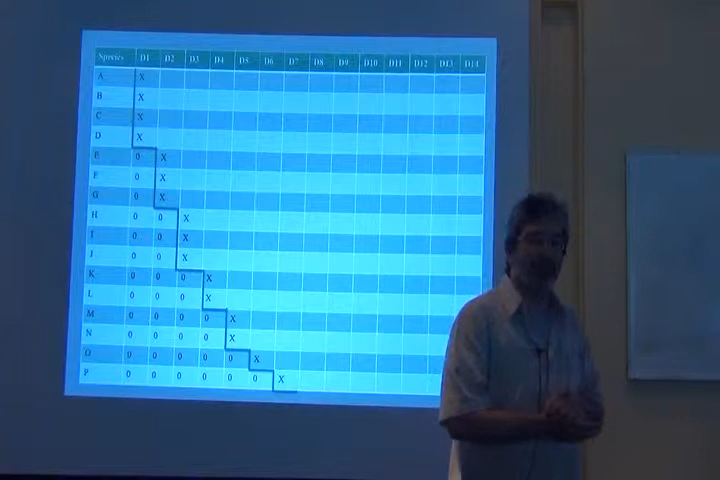 Species D1 D2 D3 D4 D5 D6 D7 D8 D9 D10 D11 D12 D13 D14
A X
B X
C X
D X
E 0 X
F 0 X
G 0 X
H 0 0 X
I 0 0 X
J 0 0 X
K 0 0 0 X
L 0 0 0 X
M 0 0 0 0 X
N 0 0 0 0 X
O 0 0 0 0 0 X
P 0 0 0 0 0 0 X